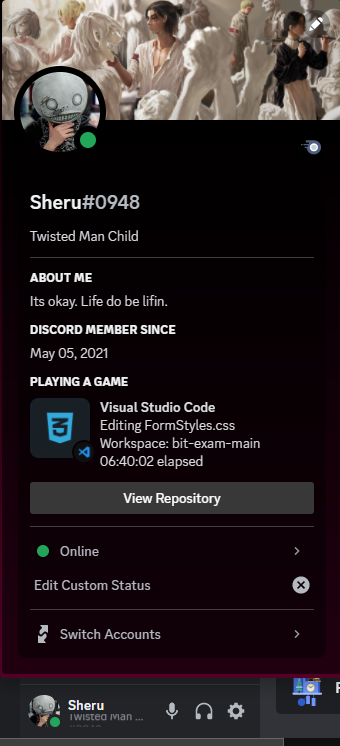 Sheru#0948
Twisted Man Child
ABOUT ME
Its okay. Life do be lifin.
DISCORD MEMBER SINCE
May 05, 2021
PLAYING A GAME
Visual Studio Code
Editing FormStyles.css
Workspace: bit-exam-main
06:40:02 elapsed
View Repository
Online
Edit Custom Status
Switch Accounts
Sheru
Twisted Man ...